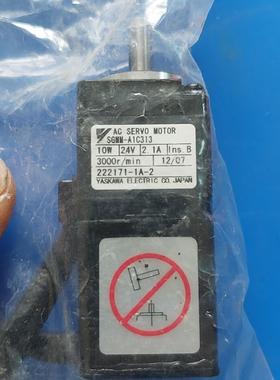 AC SERVO MOTOR
SGMM-A1C313
10W 24V 2.1A Ins.B
3000r/min 12/07
222171-1A-2
YASKAWA ELECTRIC CO. JAPAN